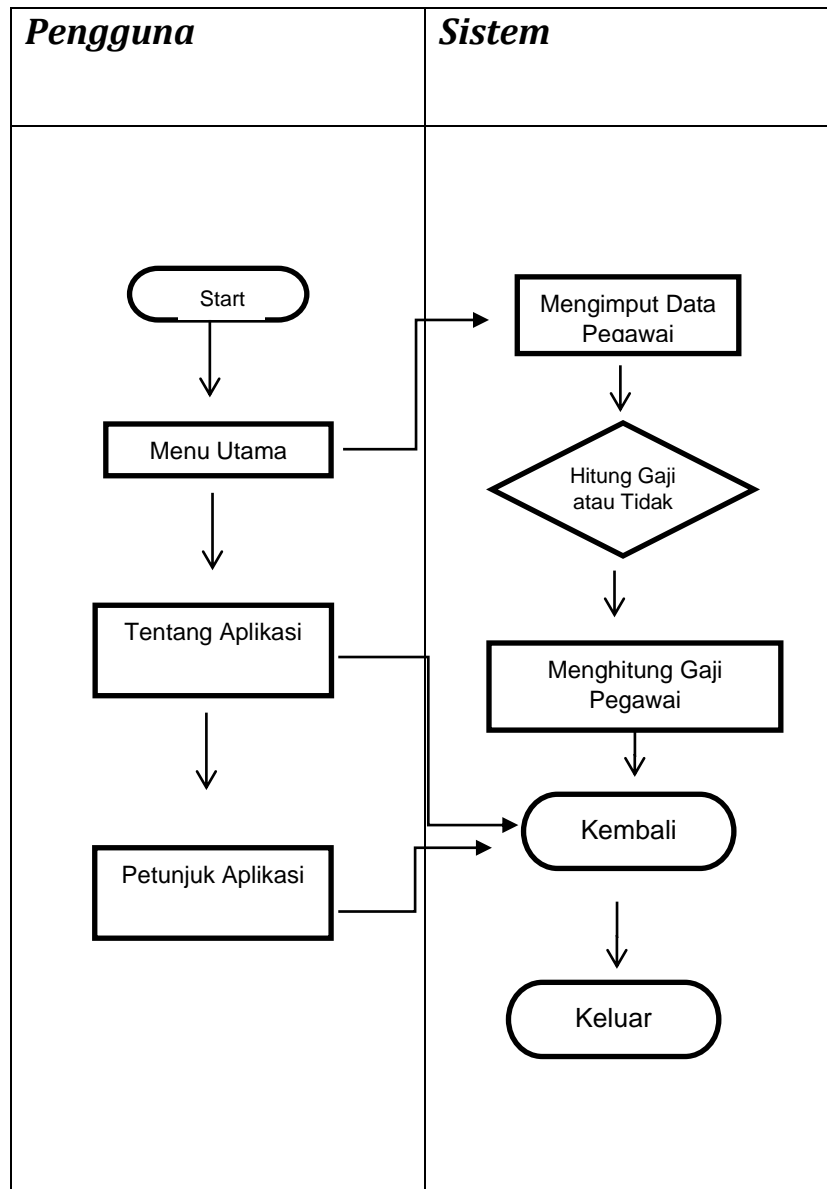 Pengguna
Sistem
Start
Menu Utama
Tentang Aplikasi
Petunjuk Aplikasi
Mengimput Data
Pegawai
Hitung Gaji
atau Tidak
Menghitung Gaji
Pegawai
Kembali
Keluar